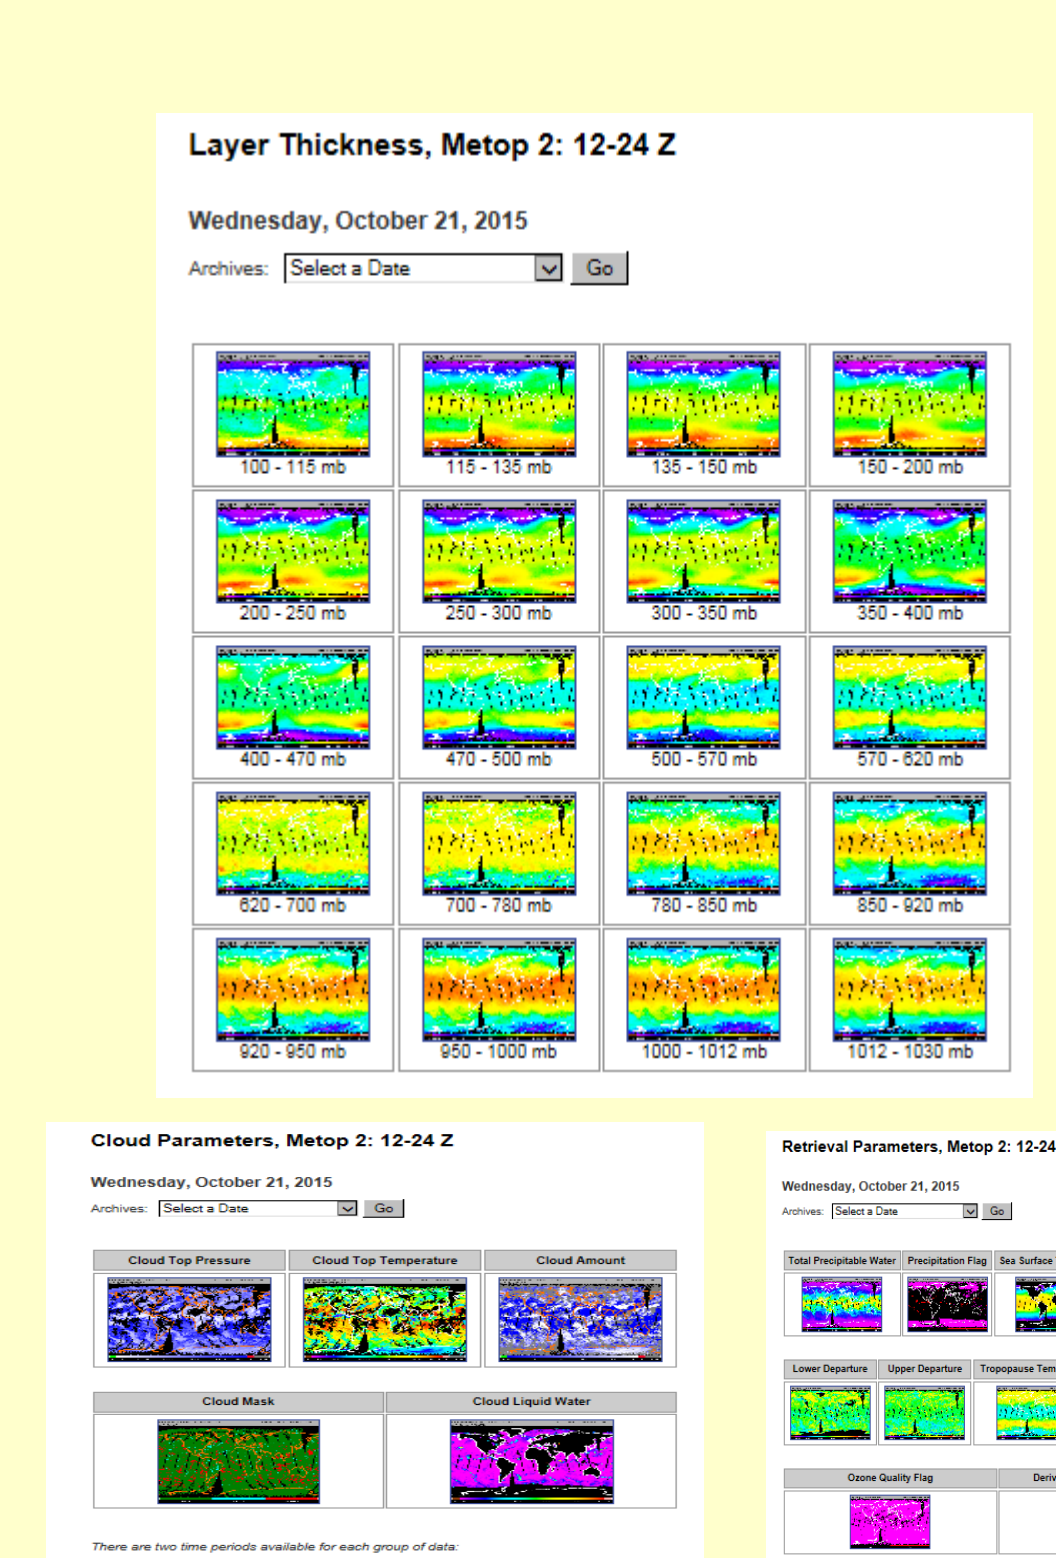 Layer Thickness, Metop 2: 12-24 Z
Wednesday, October 21, 2015
Archives: Select a Date Go
100 - 115 mb 115 - 135 mb 135 - 150 mb 150 - 200 mb
200 - 250 mb 250 - 300 mb 300 - 350 mb 350 - 400 mb
400 - 470 mb 470 - 500 mb 500 - 570 mb 570 - 620 mb
620 - 700 mb 700 - 780 mb 780 - 850 mb 850 - 920 mb
920 - 950 mb 950 - 1000 mb 1000 - 1012 mb 1012 - 1030 mb
Cloud Parameters, Metop 2: 12-24 Z
Wednesday, October 21, 2015
Archives: Select a Date Go
Cloud Top Pressure Cloud Top Temperature Cloud Amount
Cloud Mask Cloud Liquid Water
There are two time periods available for each group of data:
Retrieval Parameters, Metop 2: 12-24
Wednesday, October 21, 2015
Archives: Select a Date Go
Total Precipitable Water Precipitation Flag Sea Surface
Lower Departure Upper Departure Tropopause Tem
Ozone Quality Flag Deriv